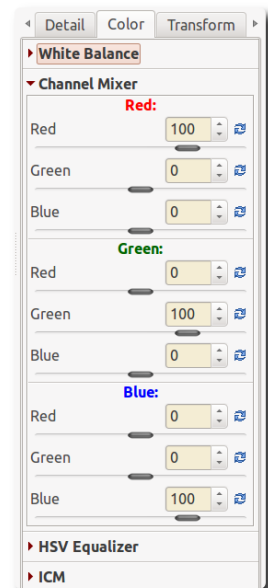 Detail Color Transform
White Balance
Channel Mixer
Red:
Red 100
Green 0
Blue 0
Green:
Red 0
Green 100
Blue 0
Blue:
Red 0
Green 0
Blue 100
HSV Equalizer
ICM